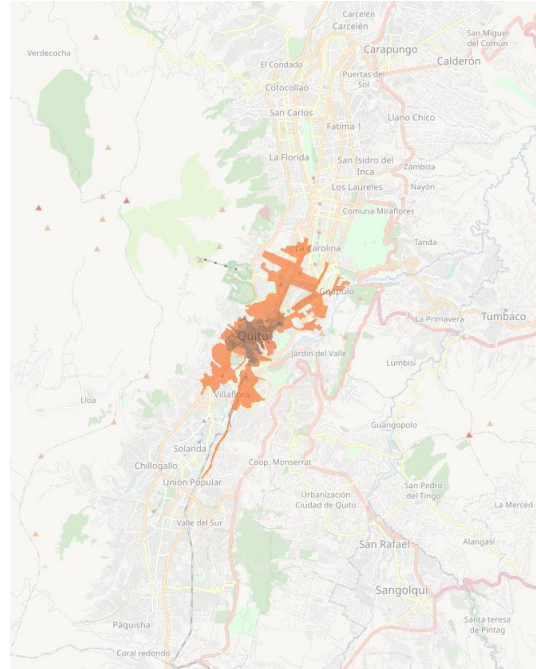 Carcelén
Carcelén
San Miguel
del Común
Verdecocha
Carapungo
Calderón
El Condado
Puertas del
Sol
Cotocollao
San Carlos
Llano Chico
Fatima 1
La Florida
San Isidro del
Irica
Zámbiza
Los Laureles
Nayón
Comuna Miraflores
Tanda
La Carolina
Guápulo
La Primavera
Tumbaco
Quito
Jardín del Valle
Lumbisí
Lloa
Villaflora
Guangopolo
Solanda
Chillogallo
Coop. Monserrat
Unión Popular
San Pedro
del Tingo
Urbanización
Ciudad de Quito
La Merced
Valle del Sur
San Rafael
Alangasí
Sangolquí
Paquisha
Santa teresa
de Pintag
Coral redondo